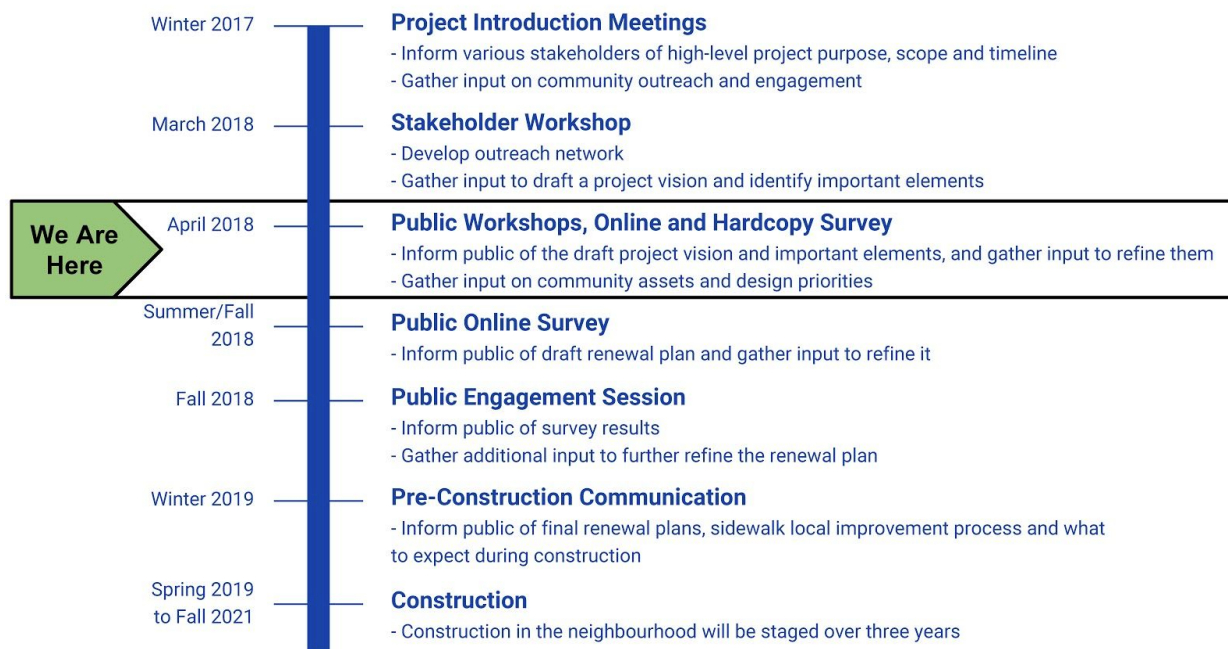 Winter 2017
Project Introduction Meetings
- Inform various stakeholders of high-level project purpose, scope and timeline
- Gather input on community outreach and engagement
March 2018
Stakeholder Workshop
- Develop outreach network
- Gather input to draft a project vision and identify important elements
We Are
Here
April 2018
Public Workshops, Online and Hardcopy Survey
- Inform public of the draft project vision and important elements, and gather input to refine them
- Gather input on community assets and design priorities
Summer/Fall
2018
Public Online Survey
- Inform public of draft renewal plan and gather input to refine it
Fall 2018
Public Engagement Session
- Inform public of survey results
- Gather additional input to further refine the renewal plan
Winter 2019
Pre-Construction Communication
- Inform public of final renewal plans, sidewalk local improvement process and what
to expect during construction
Spring 2019
to Fall 2021
Construction
- Construction in the neighbourhood will be staged over three years